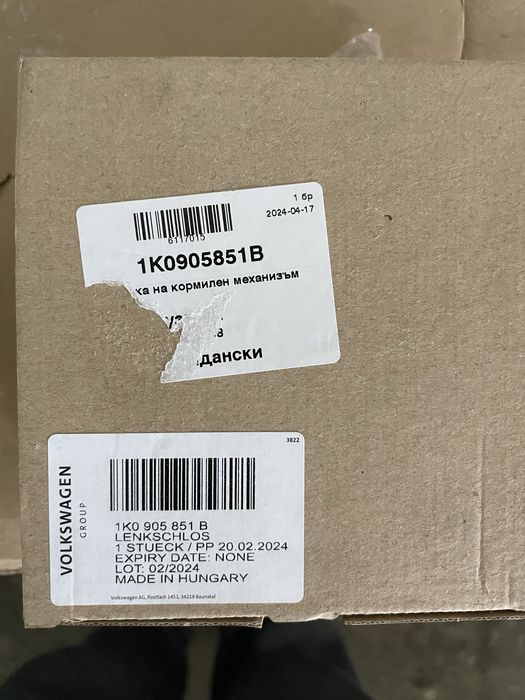 1 бр
2024-04-17
6117015
1K0905851B
на кормилен механизъм
3822
VOLKSWAGEN
GROUP
1K0 905 851 B
LENKSCHLOS
1 STUECK / PP 20.02.2024
EXPIRY DATE: NONE
LOT: 02/2024
MADE IN HUNGARY
Volkswagen AG, Postfach 1451, 34219 Baunatal